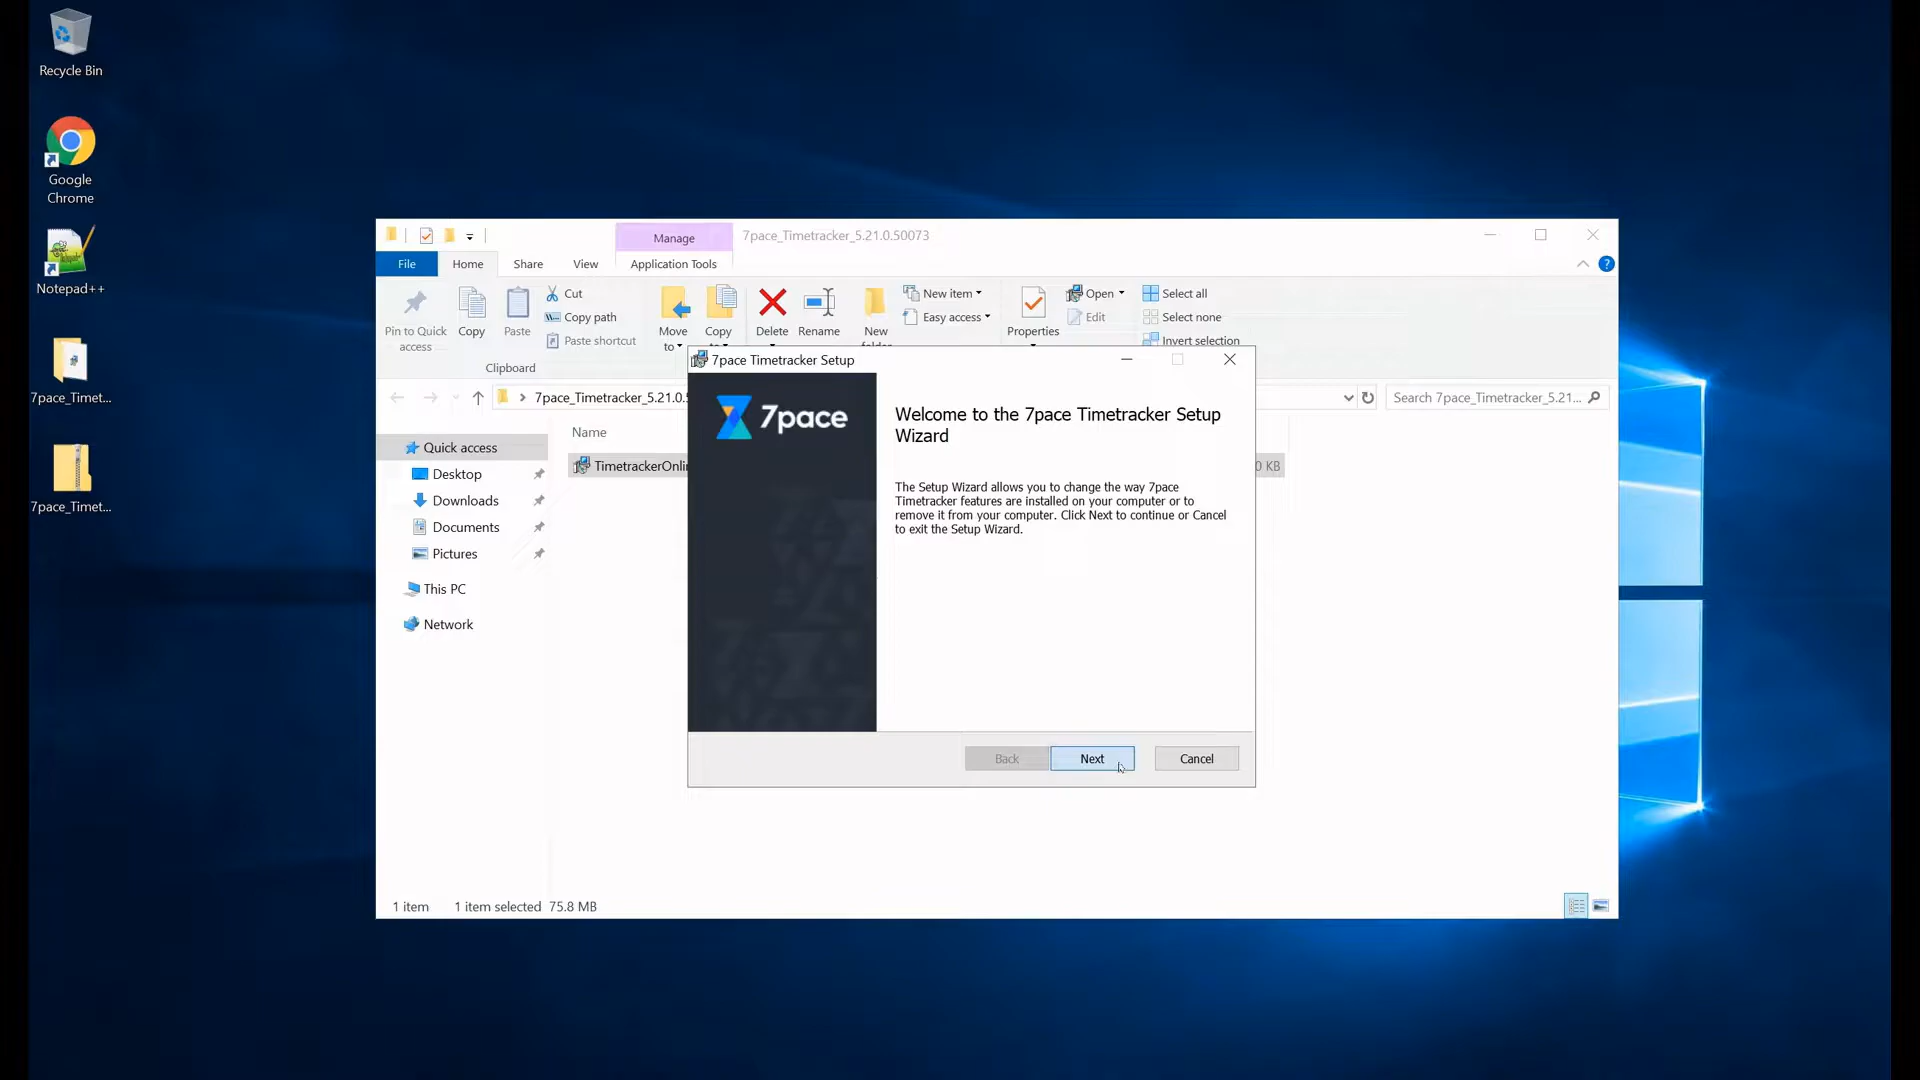 Recycle Bin
Google
Chrome
Notepad++
7pace_Timet...
7pace_Timet...
Manage
7pace_Timetracker_5.21.0.50073
File
Home
Share
View
Application Tools
Pin to Quick
access
Copy
Paste
Cut
Copy path
Paste shortcut
Clipboard
Move
to
Copy
Delete
Rename
New
New item
Easy access
Properties
Open
Edit
Select all
Select none
Invert selection
7pace_Timetracker_5.21.0.5
Search 7pace_Timetracker_5.21...
Quick access
Desktop
Downloads
Documents
Pictures
This PC
Network
Name
TimetrackerOnli
0 KB
7pace Timetracker Setup
7pace
Welcome to the 7pace Timetracker Setup
Wizard
The Setup Wizard allows you to change the way 7pace
Timetracker features are installed on your computer or to
remove it from your computer. Click Next to continue or Cancel
to exit the Setup Wizard.
Back
Next
Cancel
1 item
1 item selected 75.8 MB